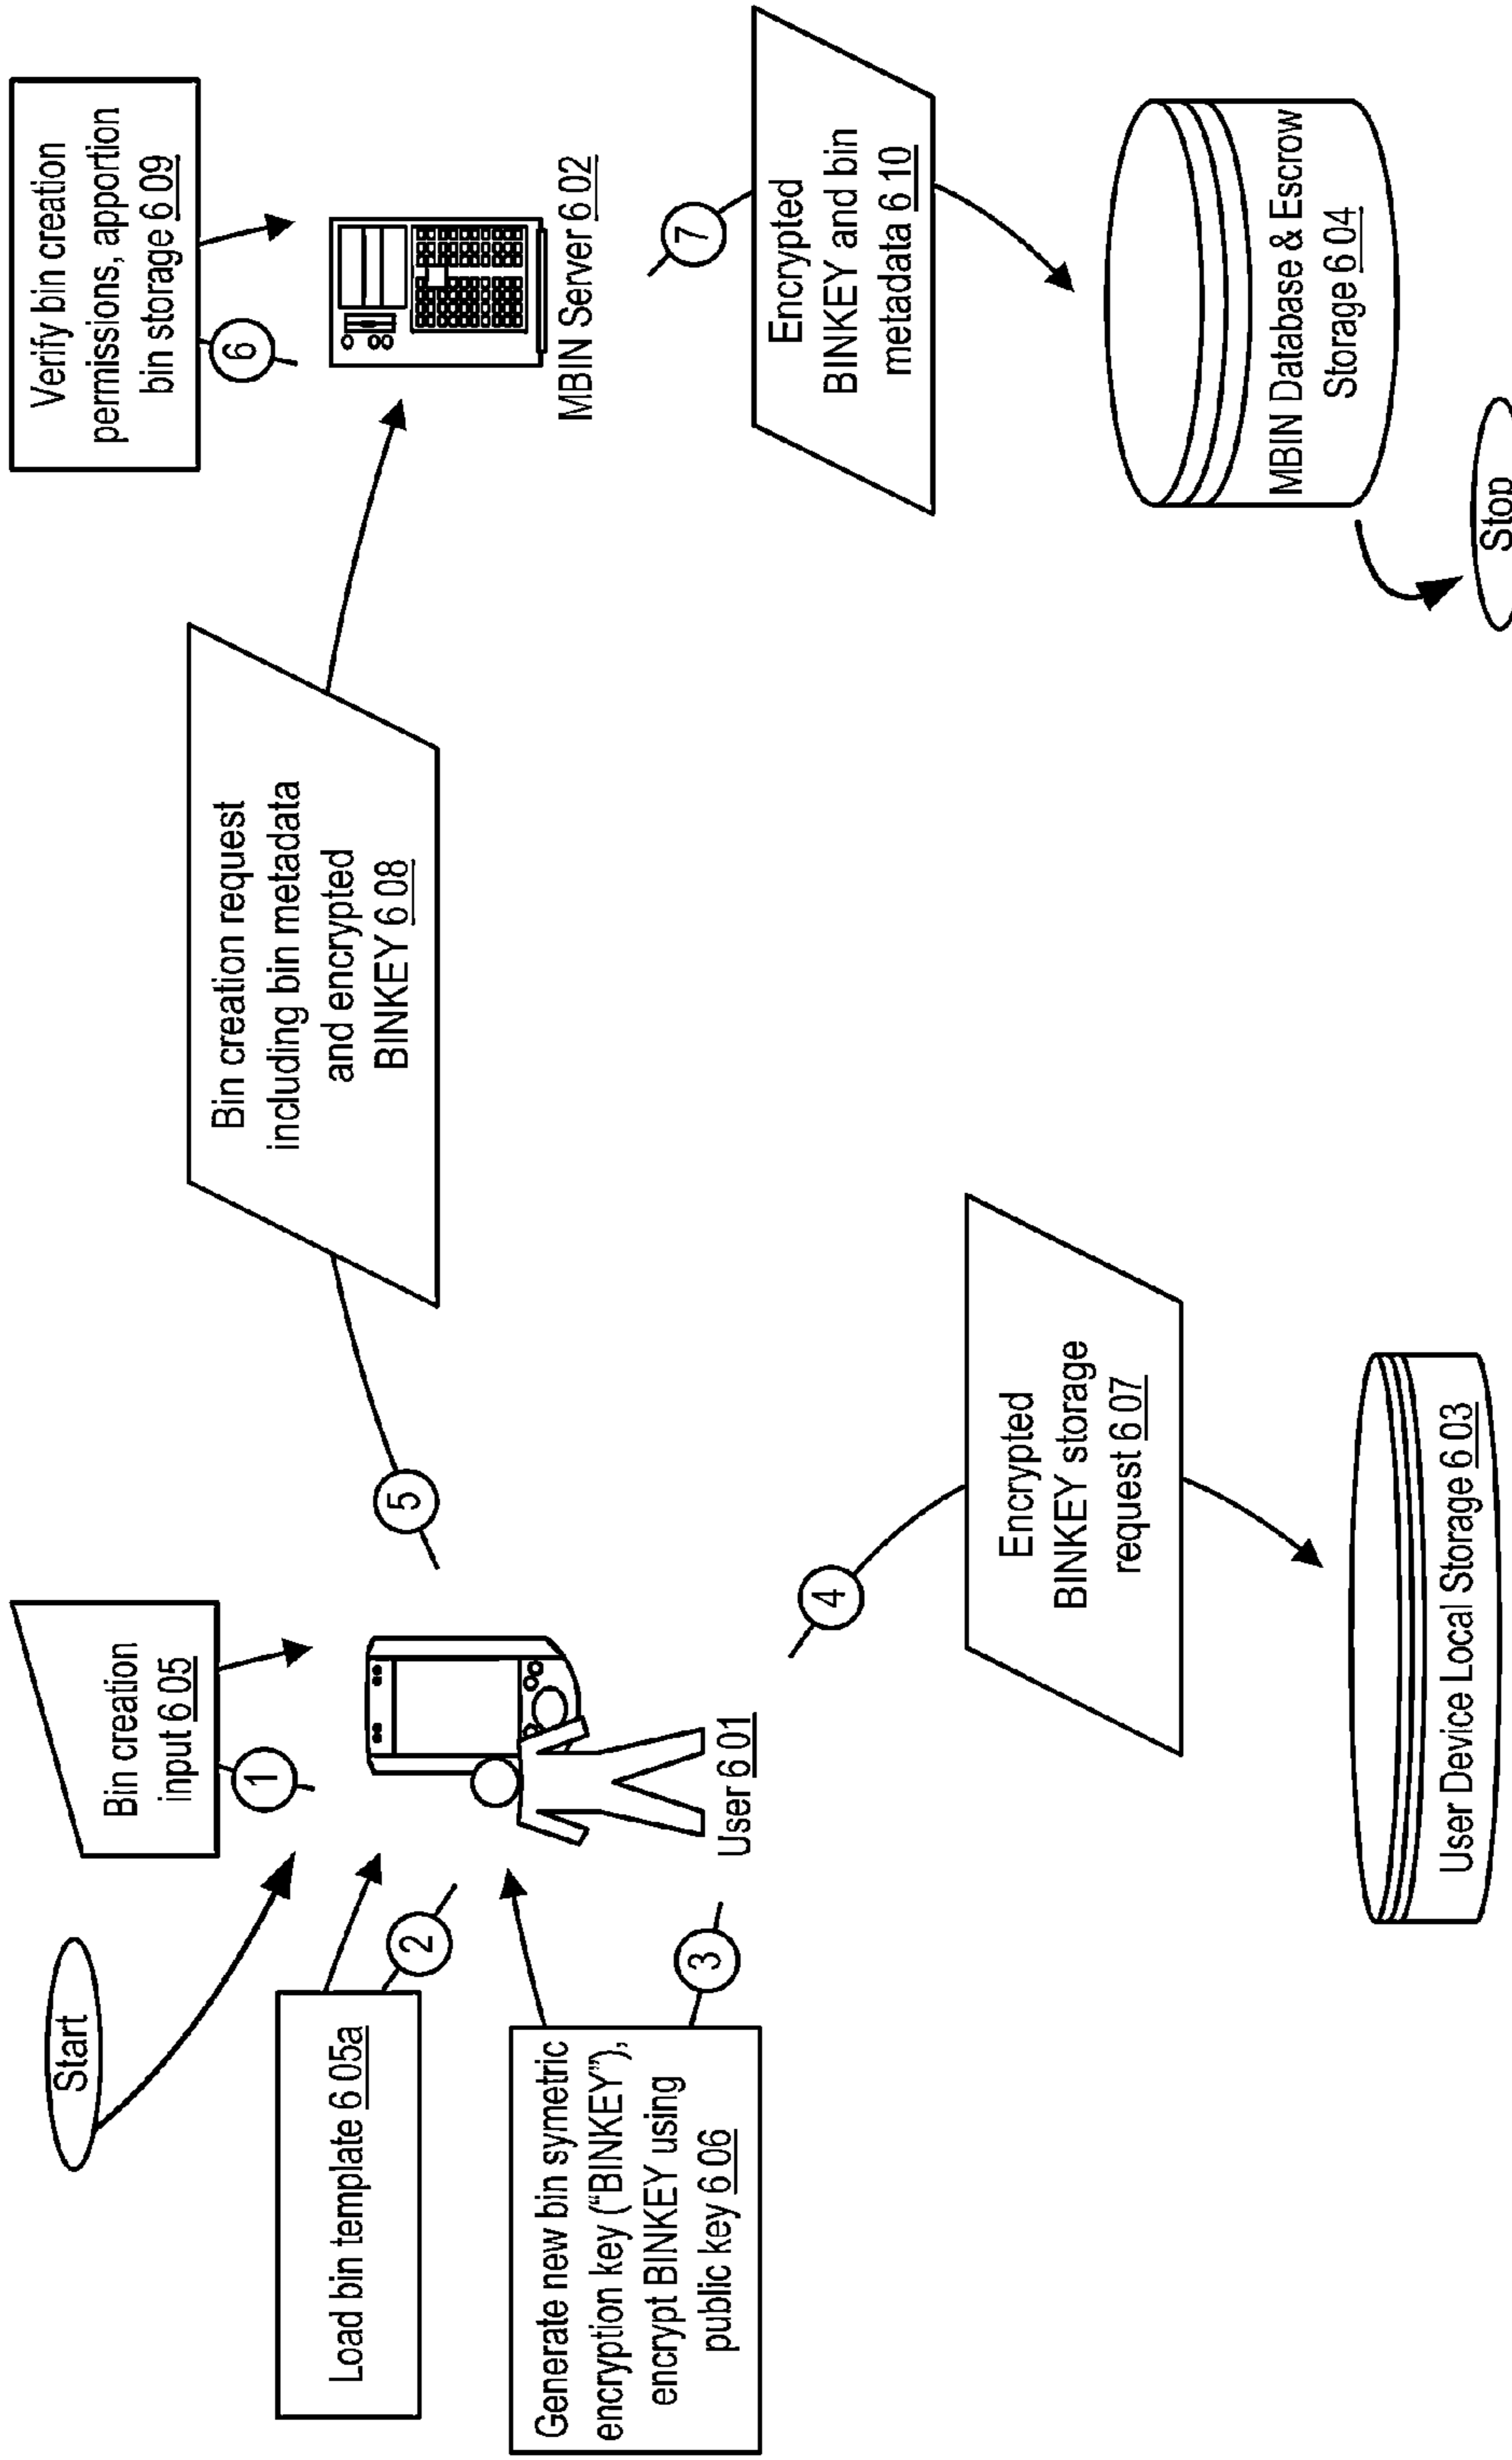 Start
Bin creation
input 6 05
1
Load bin template 6 05a
2
Generate new bin symetric
encryption key (“BINKEY”),
encrypt BINKEY using
public key 6 06
3
User 6 01
4
Encrypted
BINKEY storage
request 6 07
User Device Local Storage 6 03
5
Bin creation request
including bin metadata
and encrypted
BINKEY 6 08
Verify bin creation
permissions, apportion
bin storage 6 09
6
MBIN Server 6 02
7
Encrypted
BINKEY and bin
metadata 6 10
MBIN Database & Escrow
Storage 6 04
Stop